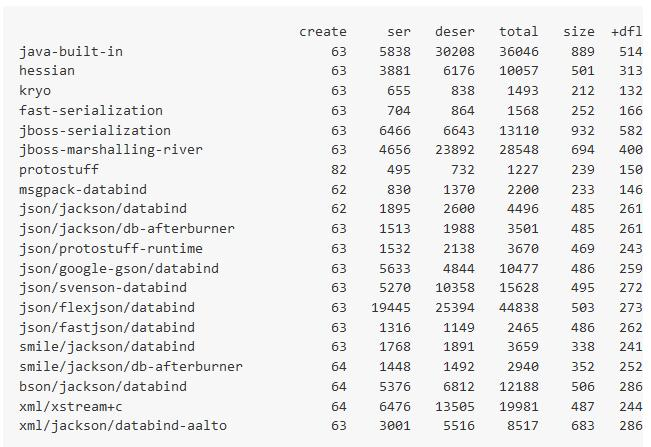 create ser deser total size +dfl
java-built-in 63 5838 30208 36046 889 514
hessian 63 3881 6176 10057 501 313
kryo 63 655 838 1493 212 132
fast-serialization 63 704 864 1568 252 166
jboss-serialization 63 6466 6643 13110 932 582
jboss-marshalling-river 63 4656 23892 28548 694 400
protostuff 82 495 732 1227 239 150
msgpack-databind 62 830 1370 2200 233 146
json/jackson/databind 62 1895 2600 4496 485 261
json/jackson/db-afterburner 63 1513 1988 3501 485 261
json/protostuff-runtime 63 1532 2138 3670 469 243
json/google-gson/databind 63 5633 4844 10477 486 259
json/svenson-databind 63 5270 10358 15628 495 272
json/flexjson/databind 63 19445 25394 44838 503 273
json/fastjson/databind 63 1316 1149 2465 486 262
smile/jackson/databind 63 1768 1891 3659 338 241
smile/jackson/db-afterburner 64 1448 1492 2940 352 252
bson/jackson/databind 64 5376 6812 12188 506 286
xml/xstream+c 64 6476 13505 19981 487 244
xml/jackson/databind-aalto 63 3001 5516 8517 683 286